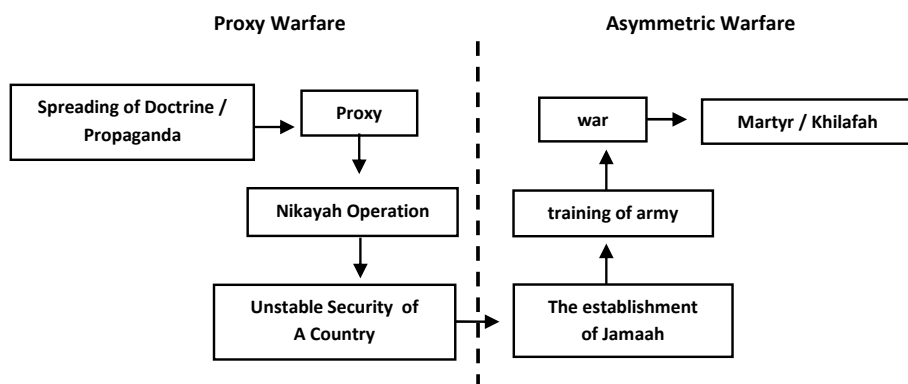 Proxy Warfare
Asymmetric Warfare
Spreading of Doctrine /
Propaganda
Proxy
Nikayah Operation
Unstable Security of
A Country
The establishment
of Jamaah
training of army
war
Martyr / Khilafah